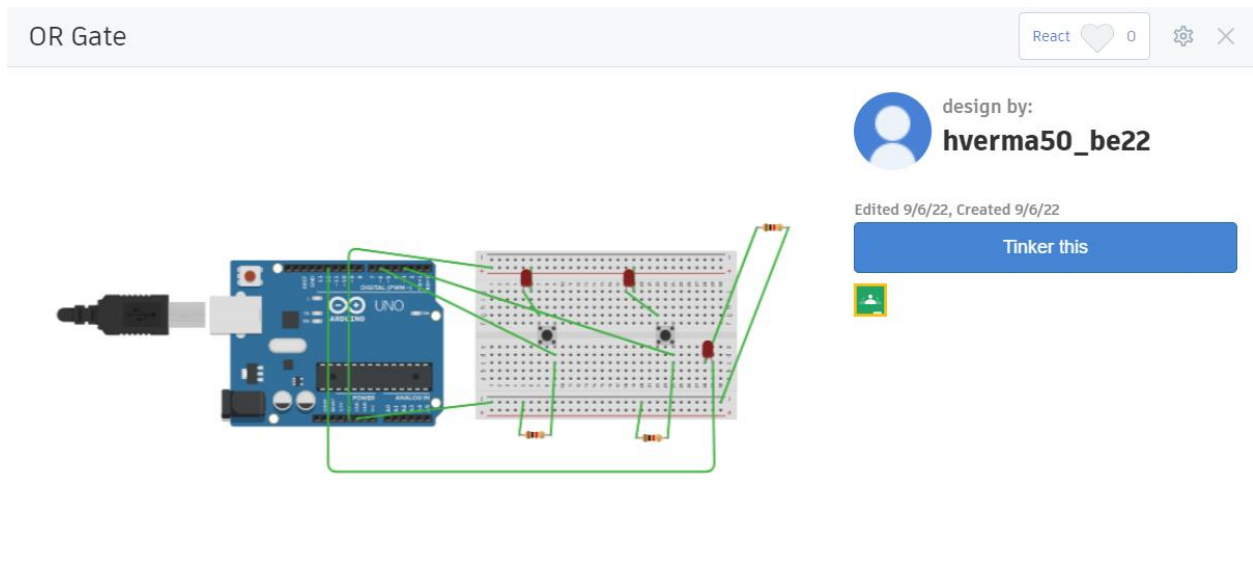 OR Gate
React 0
design by:
hverma50_be22
Edited 9/6/22, Created 9/6/22
Tinker this
DIGITAL (PWM~)
UNO
ARDUINO
POWER
ANALOG IN